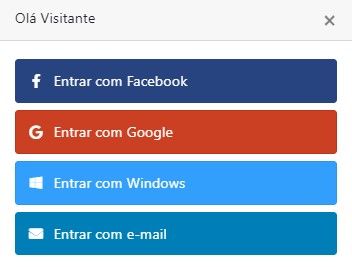 Olá Visitante
Entrar com Facebook
Entrar com Google
Entrar com Windows
Entrar com e-mail